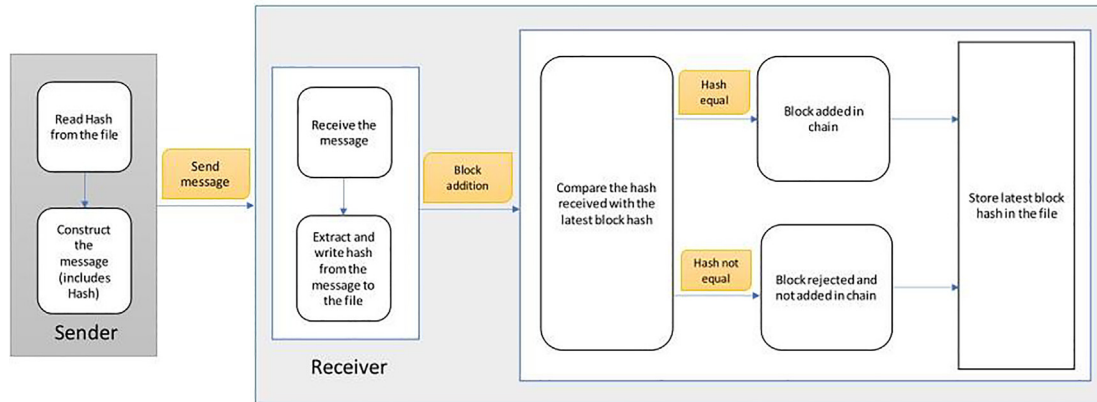 Read Hash
from the file
Construct
the
message
(includes
Hash)
Sender
Send
message
Receive the
message
Extract and
write hash
from the
message to
the file
Receiver
Block
addition
Compare the hash
received with the
latest block hash
Hash
equal
Block added in
chain
Hash not
equal
Block rejected and
not added in chain
Store latest block
hash in the file